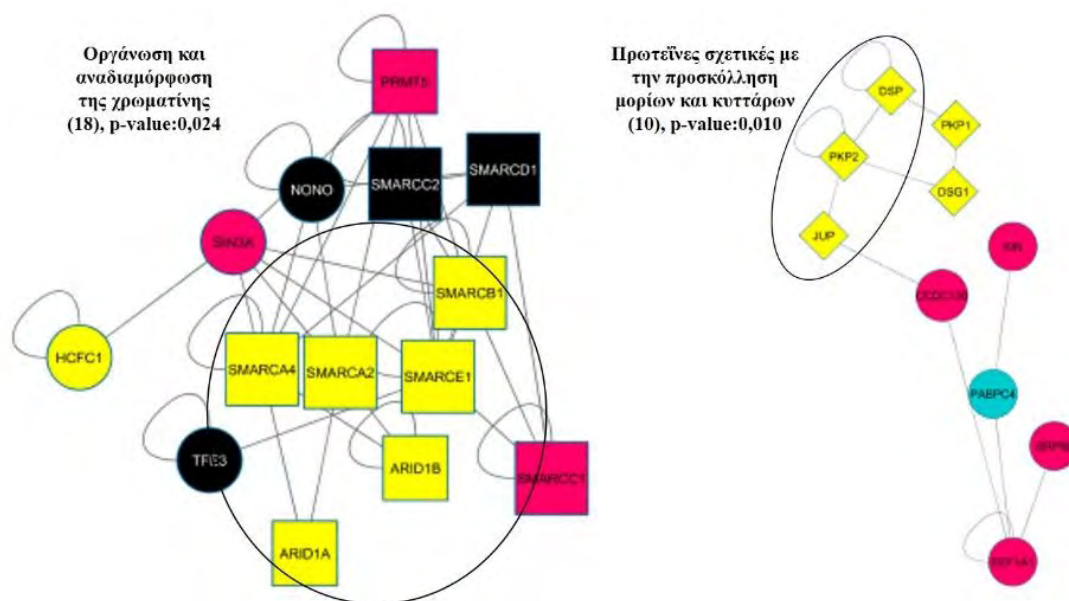 Οργάνωση και
αναδιαμόρφωση
της χρωματίνης
(18), p-value:0,024
Πρωτεΐνες σχετικές με
την προσκόλληση
μορίων και κυττάρων
(10), p-value:0,010
PRMT5
SMARCD1
SMARCC2
NONO
SIN3A
SMARCB1
HCFC1
SMARCA4
SMARCA2
SMARCE1
TFE3
ARID1B
SMARCC1
ARID1A
DSP
PKP1
PKP2
DSG1
JUP
PABPC4
EEF1A1